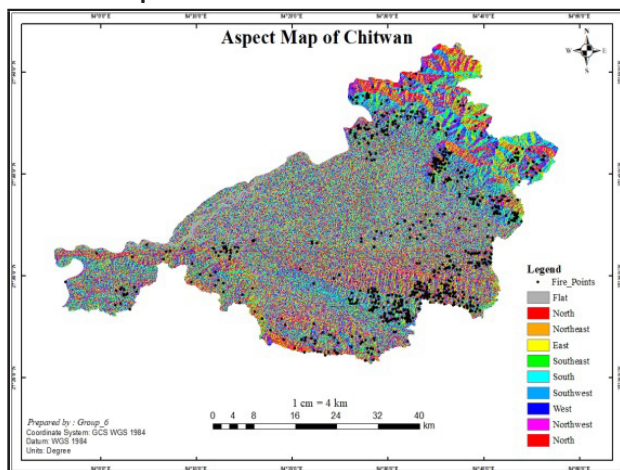 Aspect Map of Chitwan
N
W E
S
Legend
Fire_Points
Flat
North
Northeast
East
Southeast
South
Southwest
West
Northwest
North
1 cm = 4 km
0 4 8 16 24 32 40
km
Prepared by : Group_6
Coordinate System: GCS WGS 1984
Datum: WGS 1984
Units: Degree